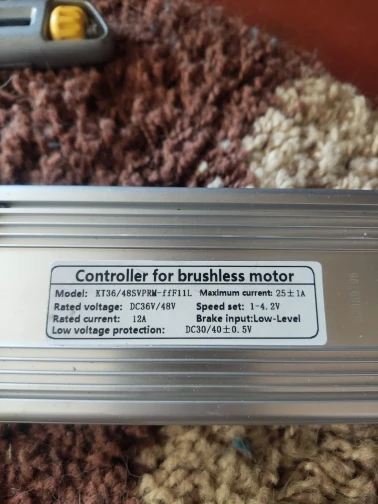 Controller for brushless motor
Model: KT36/48SVPRM-ffF11L Maximum current: 25±1A
Rated voltage: DC36V/48V Speed set: 1-4.2V
Rated current: 12A Brake input:Low-Level
Low voltage protection: DC30/40±0.5V